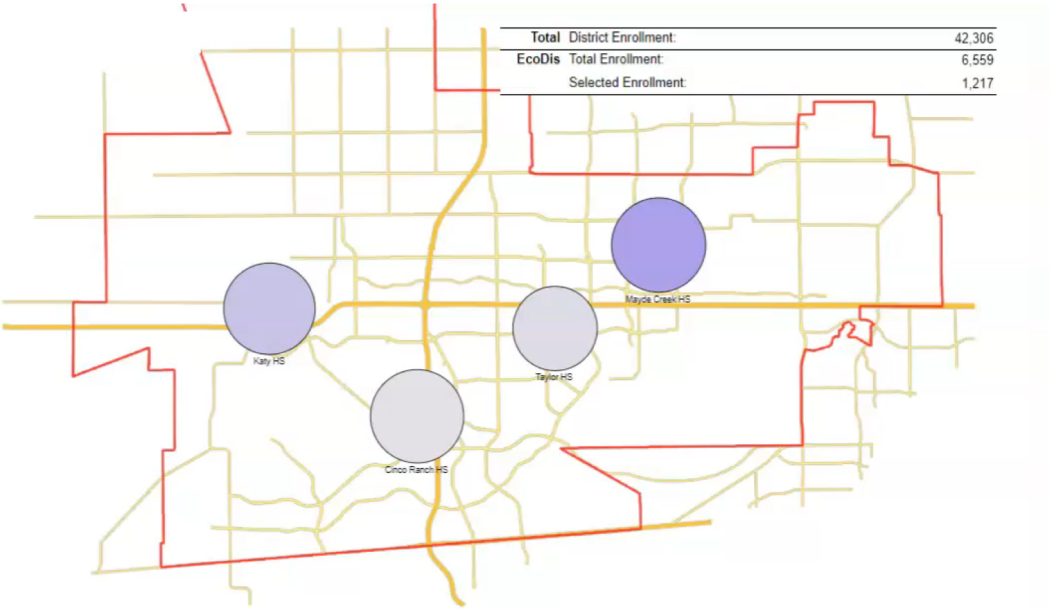 Total District Enrollment: 42,306
EcoDis Total Enrollment: 6,559
Selected Enrollment: 1,217
Mayde Creek HS
Katy HS
Taylor HS
Cinco Ranch HS